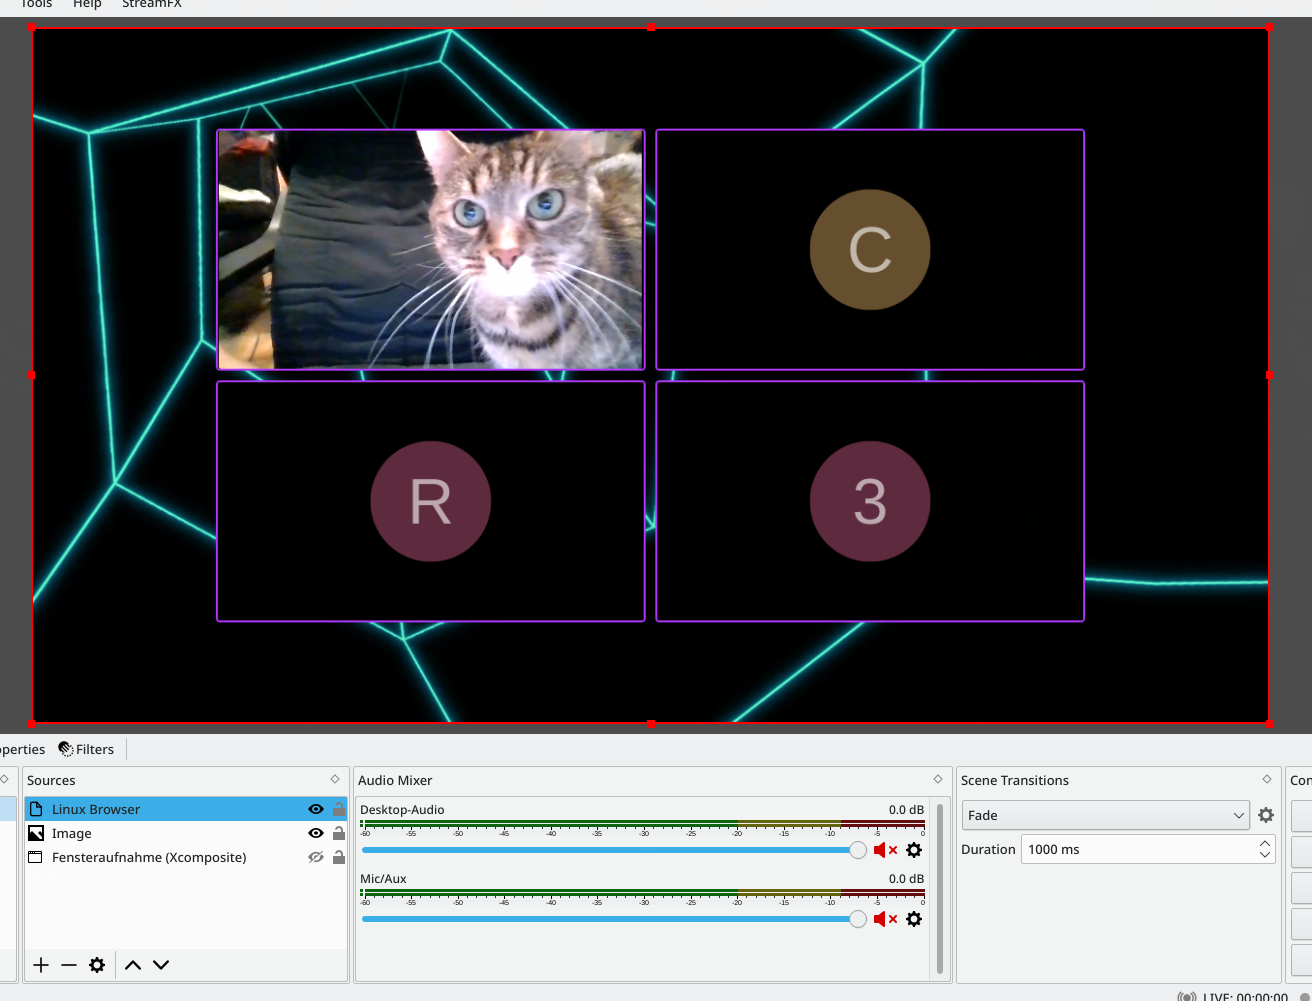 Tools Help StreamFX
C
R
3
perties Filters
Sources
Linux Browser
Image
Fensteraufnahme (Xcomposite)
Audio Mixer
Desktop-Audio 0.0 dB
-60 -55 -50 -45 -40 -35 -30 -25 -20 -15 -10 -5 0
Mic/Aux 0.0 dB
-60 -55 -50 -45 -40 -35 -30 -25 -20 -15 -10 -5 0
Scene Transitions
Fade
Duration 1000 ms
Con
LIVE: 00:00:00